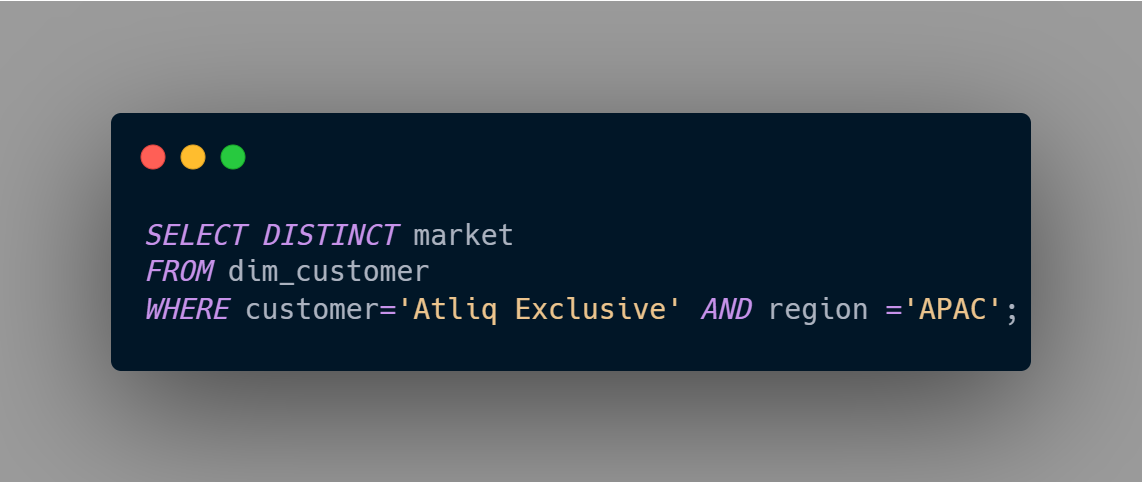 SELECT DISTINCT market
FROM dim_customer
WHERE customer='Atliq Exclusive' AND region ='APAC';